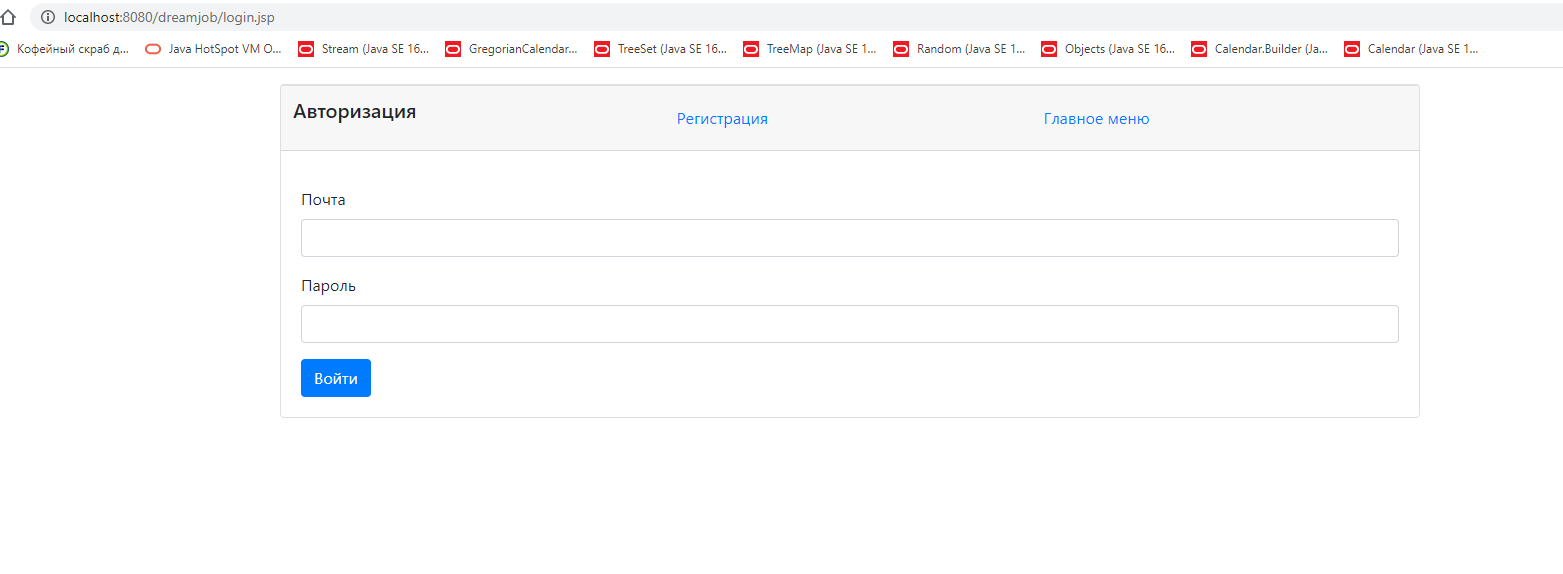 localhost:8080/dreamjob/login.jsp
Кофейный скраб д... Java HotSpot VM O... Stream (Java SE 16... GregorianCalendar... TreeSet (Java SE 16... TreeMap (Java SE 1... Random (Java SE 1... Objects (Java SE 16... Calendar.Builder (Ja... Calendar (Java SE 1...
Авторизация Регистрация Главное меню
Почта
Пароль
Войти